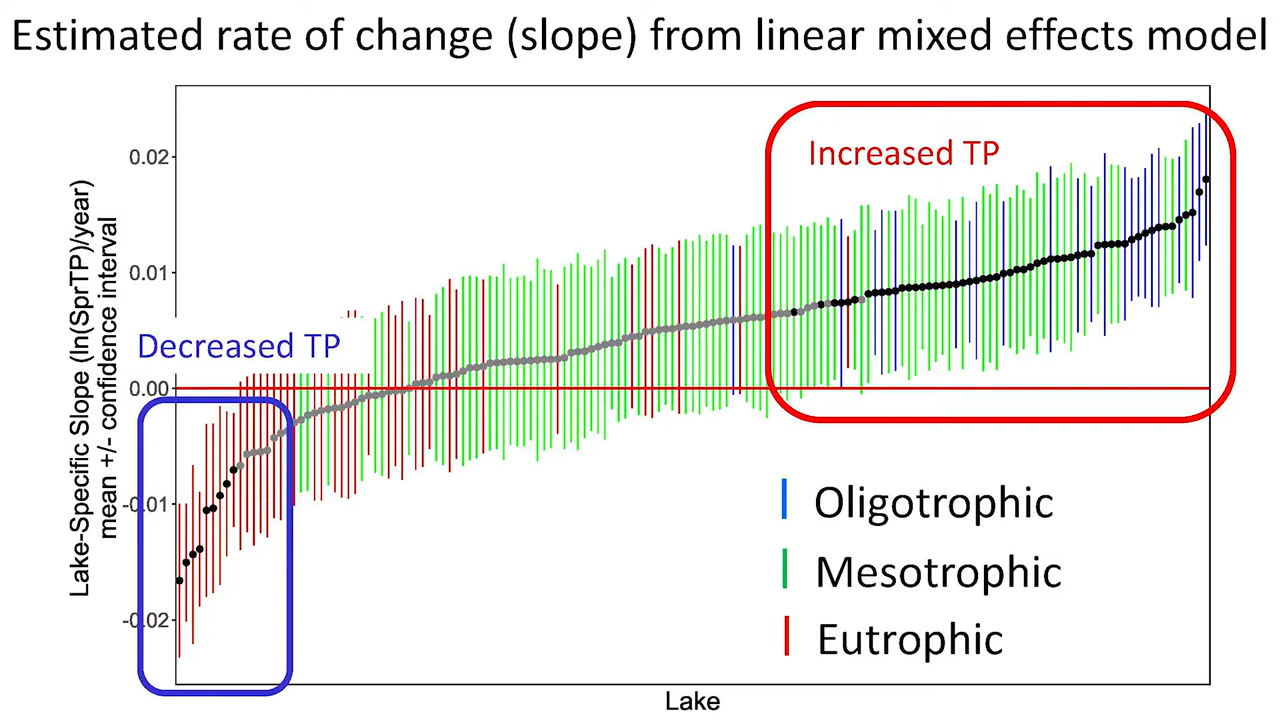 Estimated rate of change (slope) from linear mixed effects model
Lake-Specific Slope (ln(SprTP)/year)
mean +/- confidence interval
0.02
0.01
0.00
-0.01
-0.02
Increased TP
Decreased TP
Oligotrophic
Mesotrophic
Eutrophic
Lake